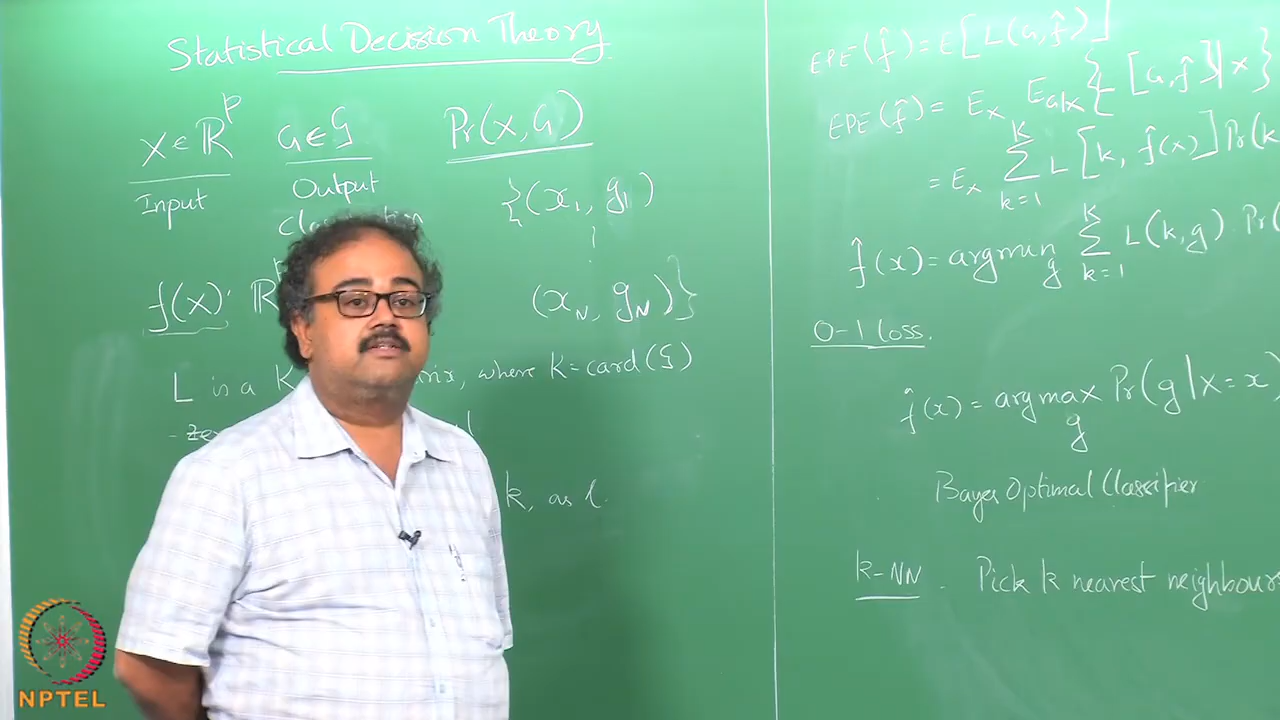 Statistical Decision Theory
X ∈ ℝ^p G ∈ 𝒢 Pr(X, G)
Input Output {(x₁, g₁)
f(x): ℝ (x_N, g_N)}
L is a K where K = card(𝒢)
k, as l.
EPE(f̂) = E[L(G, f̂)]
EPE(f̂) = E_x E_G|x {L [G, f̂] | x}
= E_x Σ_{k=1}^{K} L[k, f̂(x)] Pr(k
f̂(x) = argmin_g Σ_{k=1}^{K} L(k, g) Pr(
0-1 loss.
f̂(x) = argmax_g Pr(g | X = x)
Bayes Optimal Classifier
k-NN - Pick k nearest neighbours
NPTEL